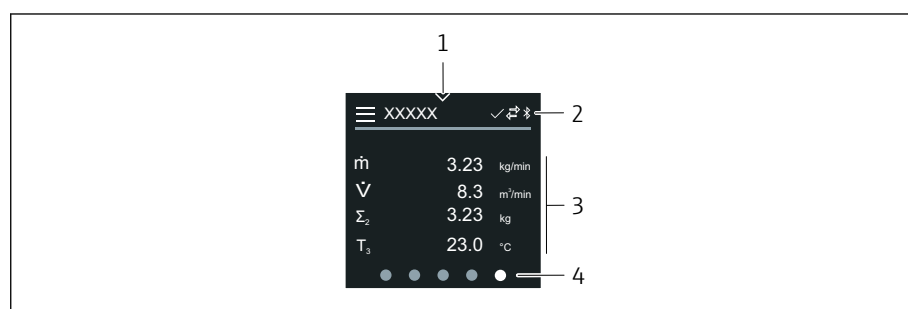 1
XXXXX
2
ṁ 3.23 kg/min
V̇ 8.3 m³/min
3
Σ₂ 3.23 kg
T₃ 23.0 °C
4